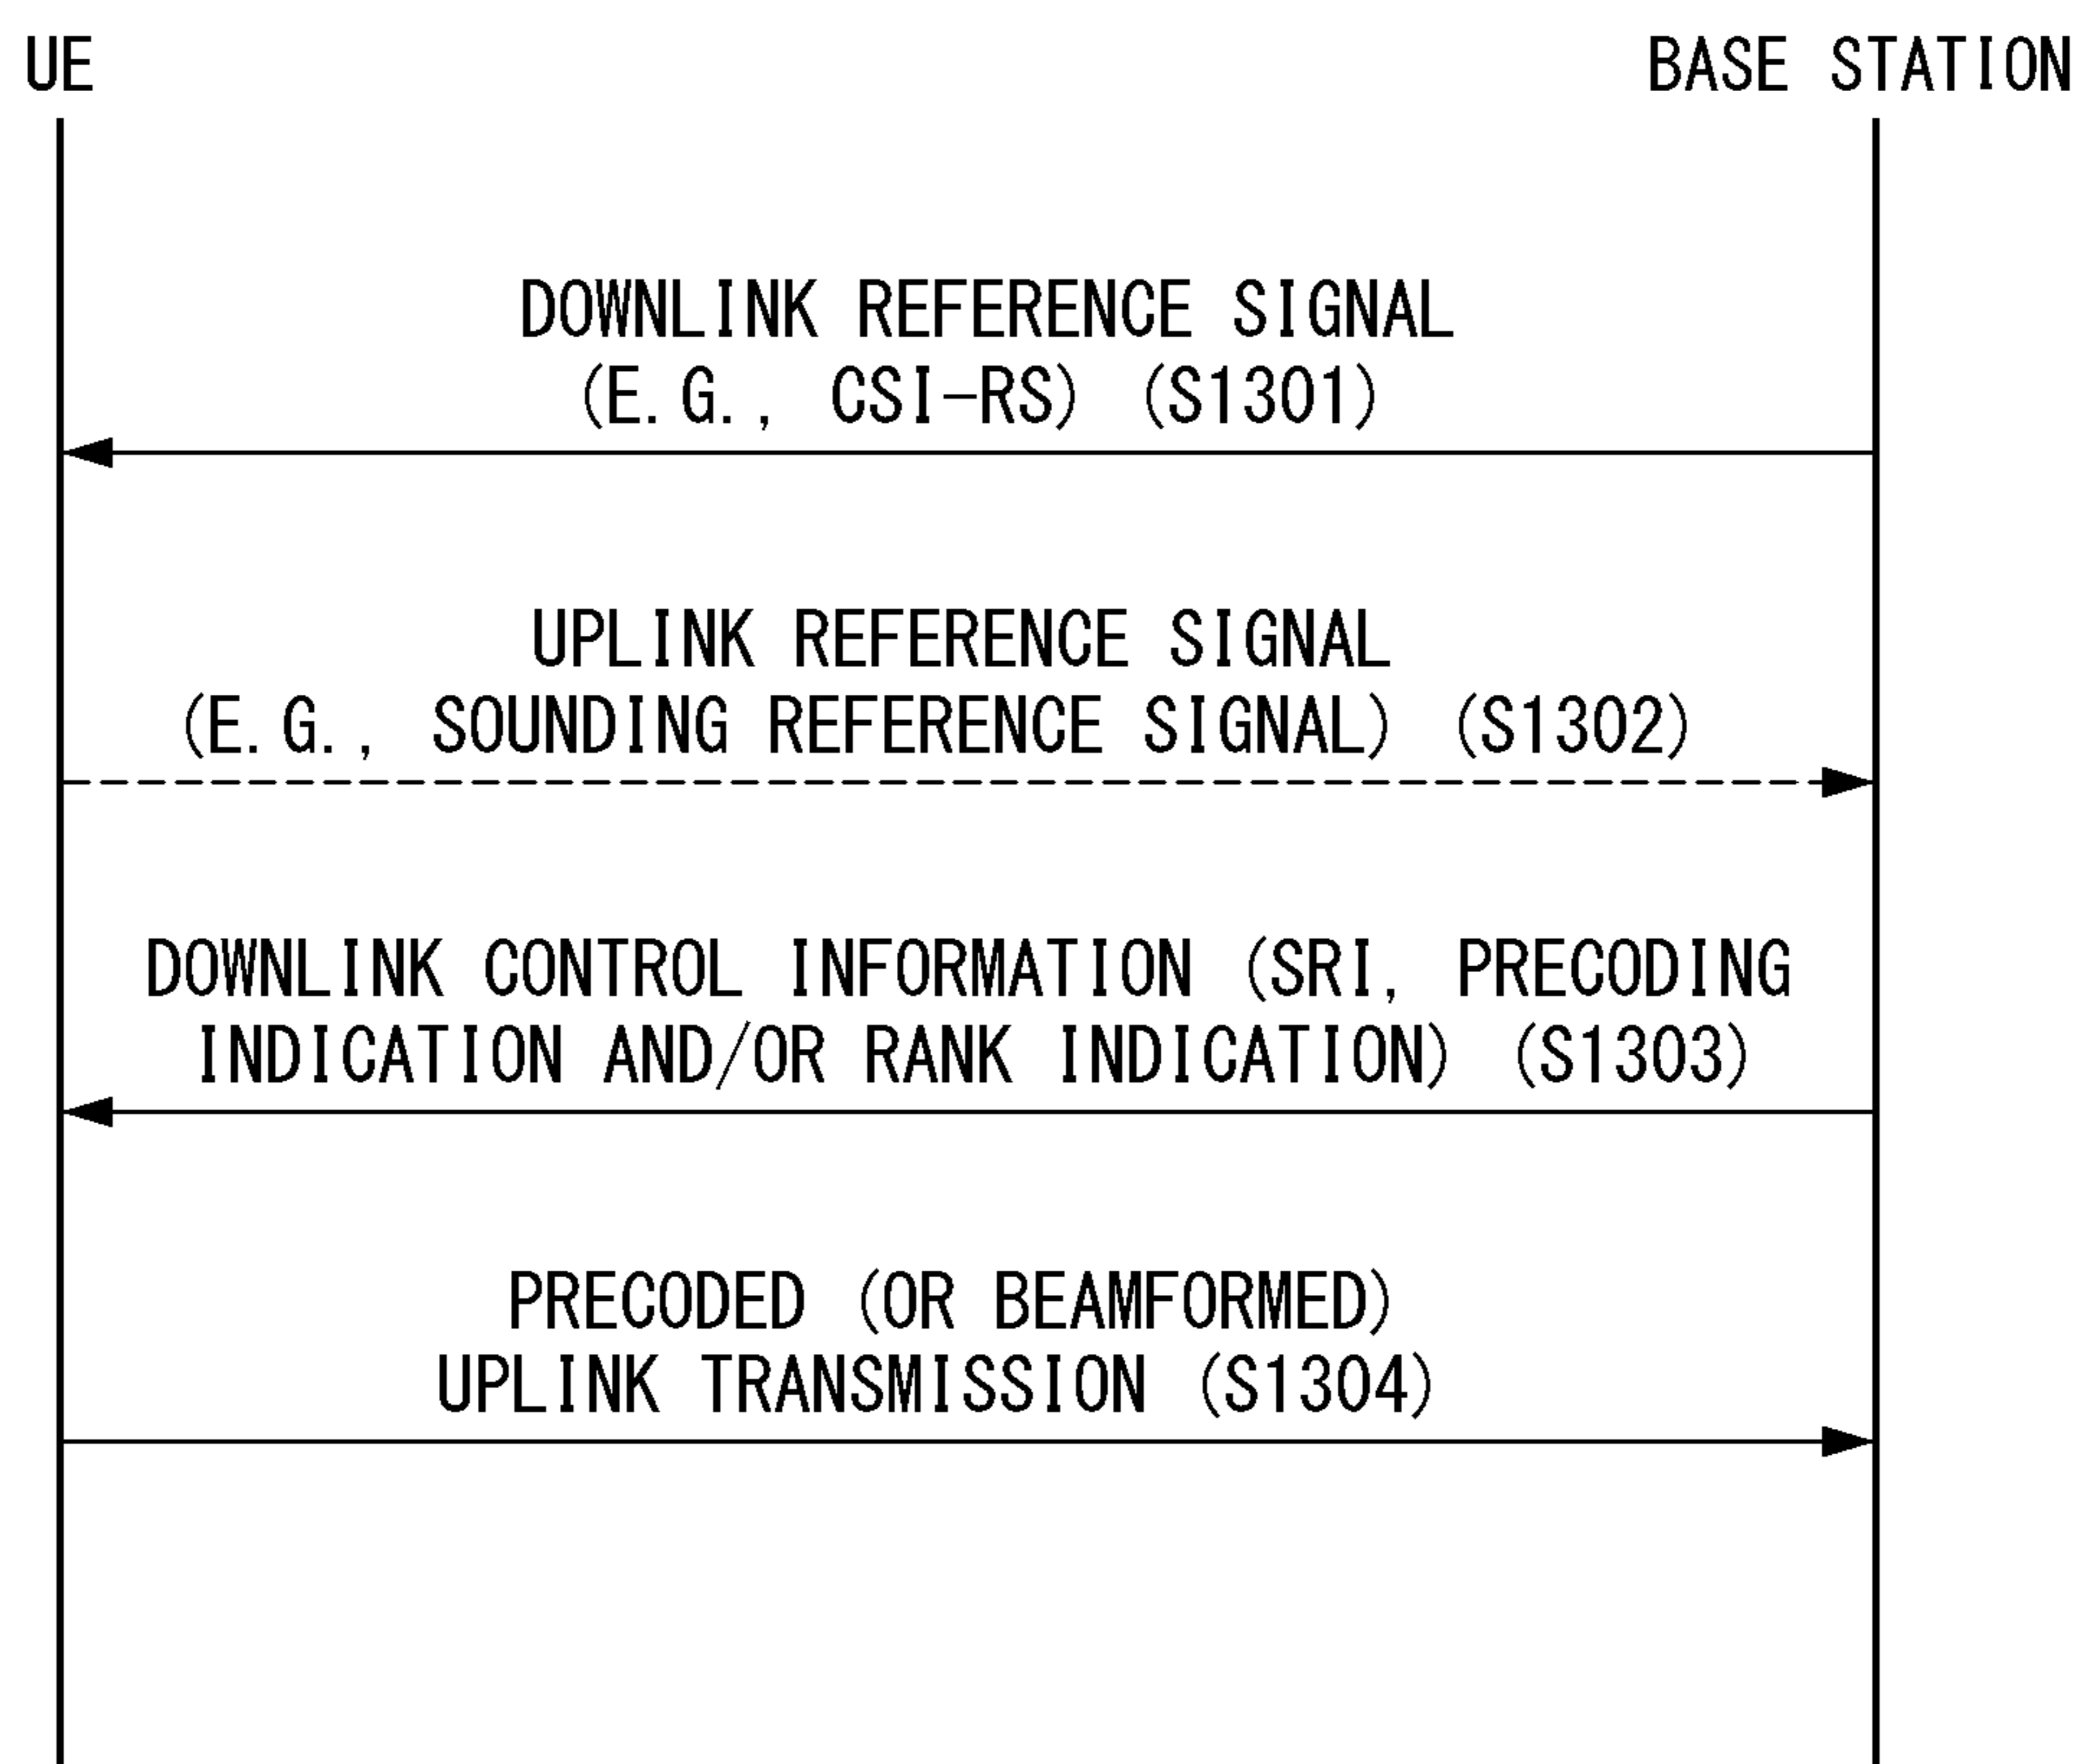 UE
BASE STATION
DOWNLINK REFERENCE SIGNAL
(E.G., CSI-RS) (S1301)
UPLINK REFERENCE SIGNAL
(E.G., SOUNDING REFERENCE SIGNAL) (S1302)
DOWNLINK CONTROL INFORMATION (SRI, PRECODING
INDICATION AND/OR RANK INDICATION) (S1303)
PRECODED (OR BEAMFORMED)
UPLINK TRANSMISSION (S1304)